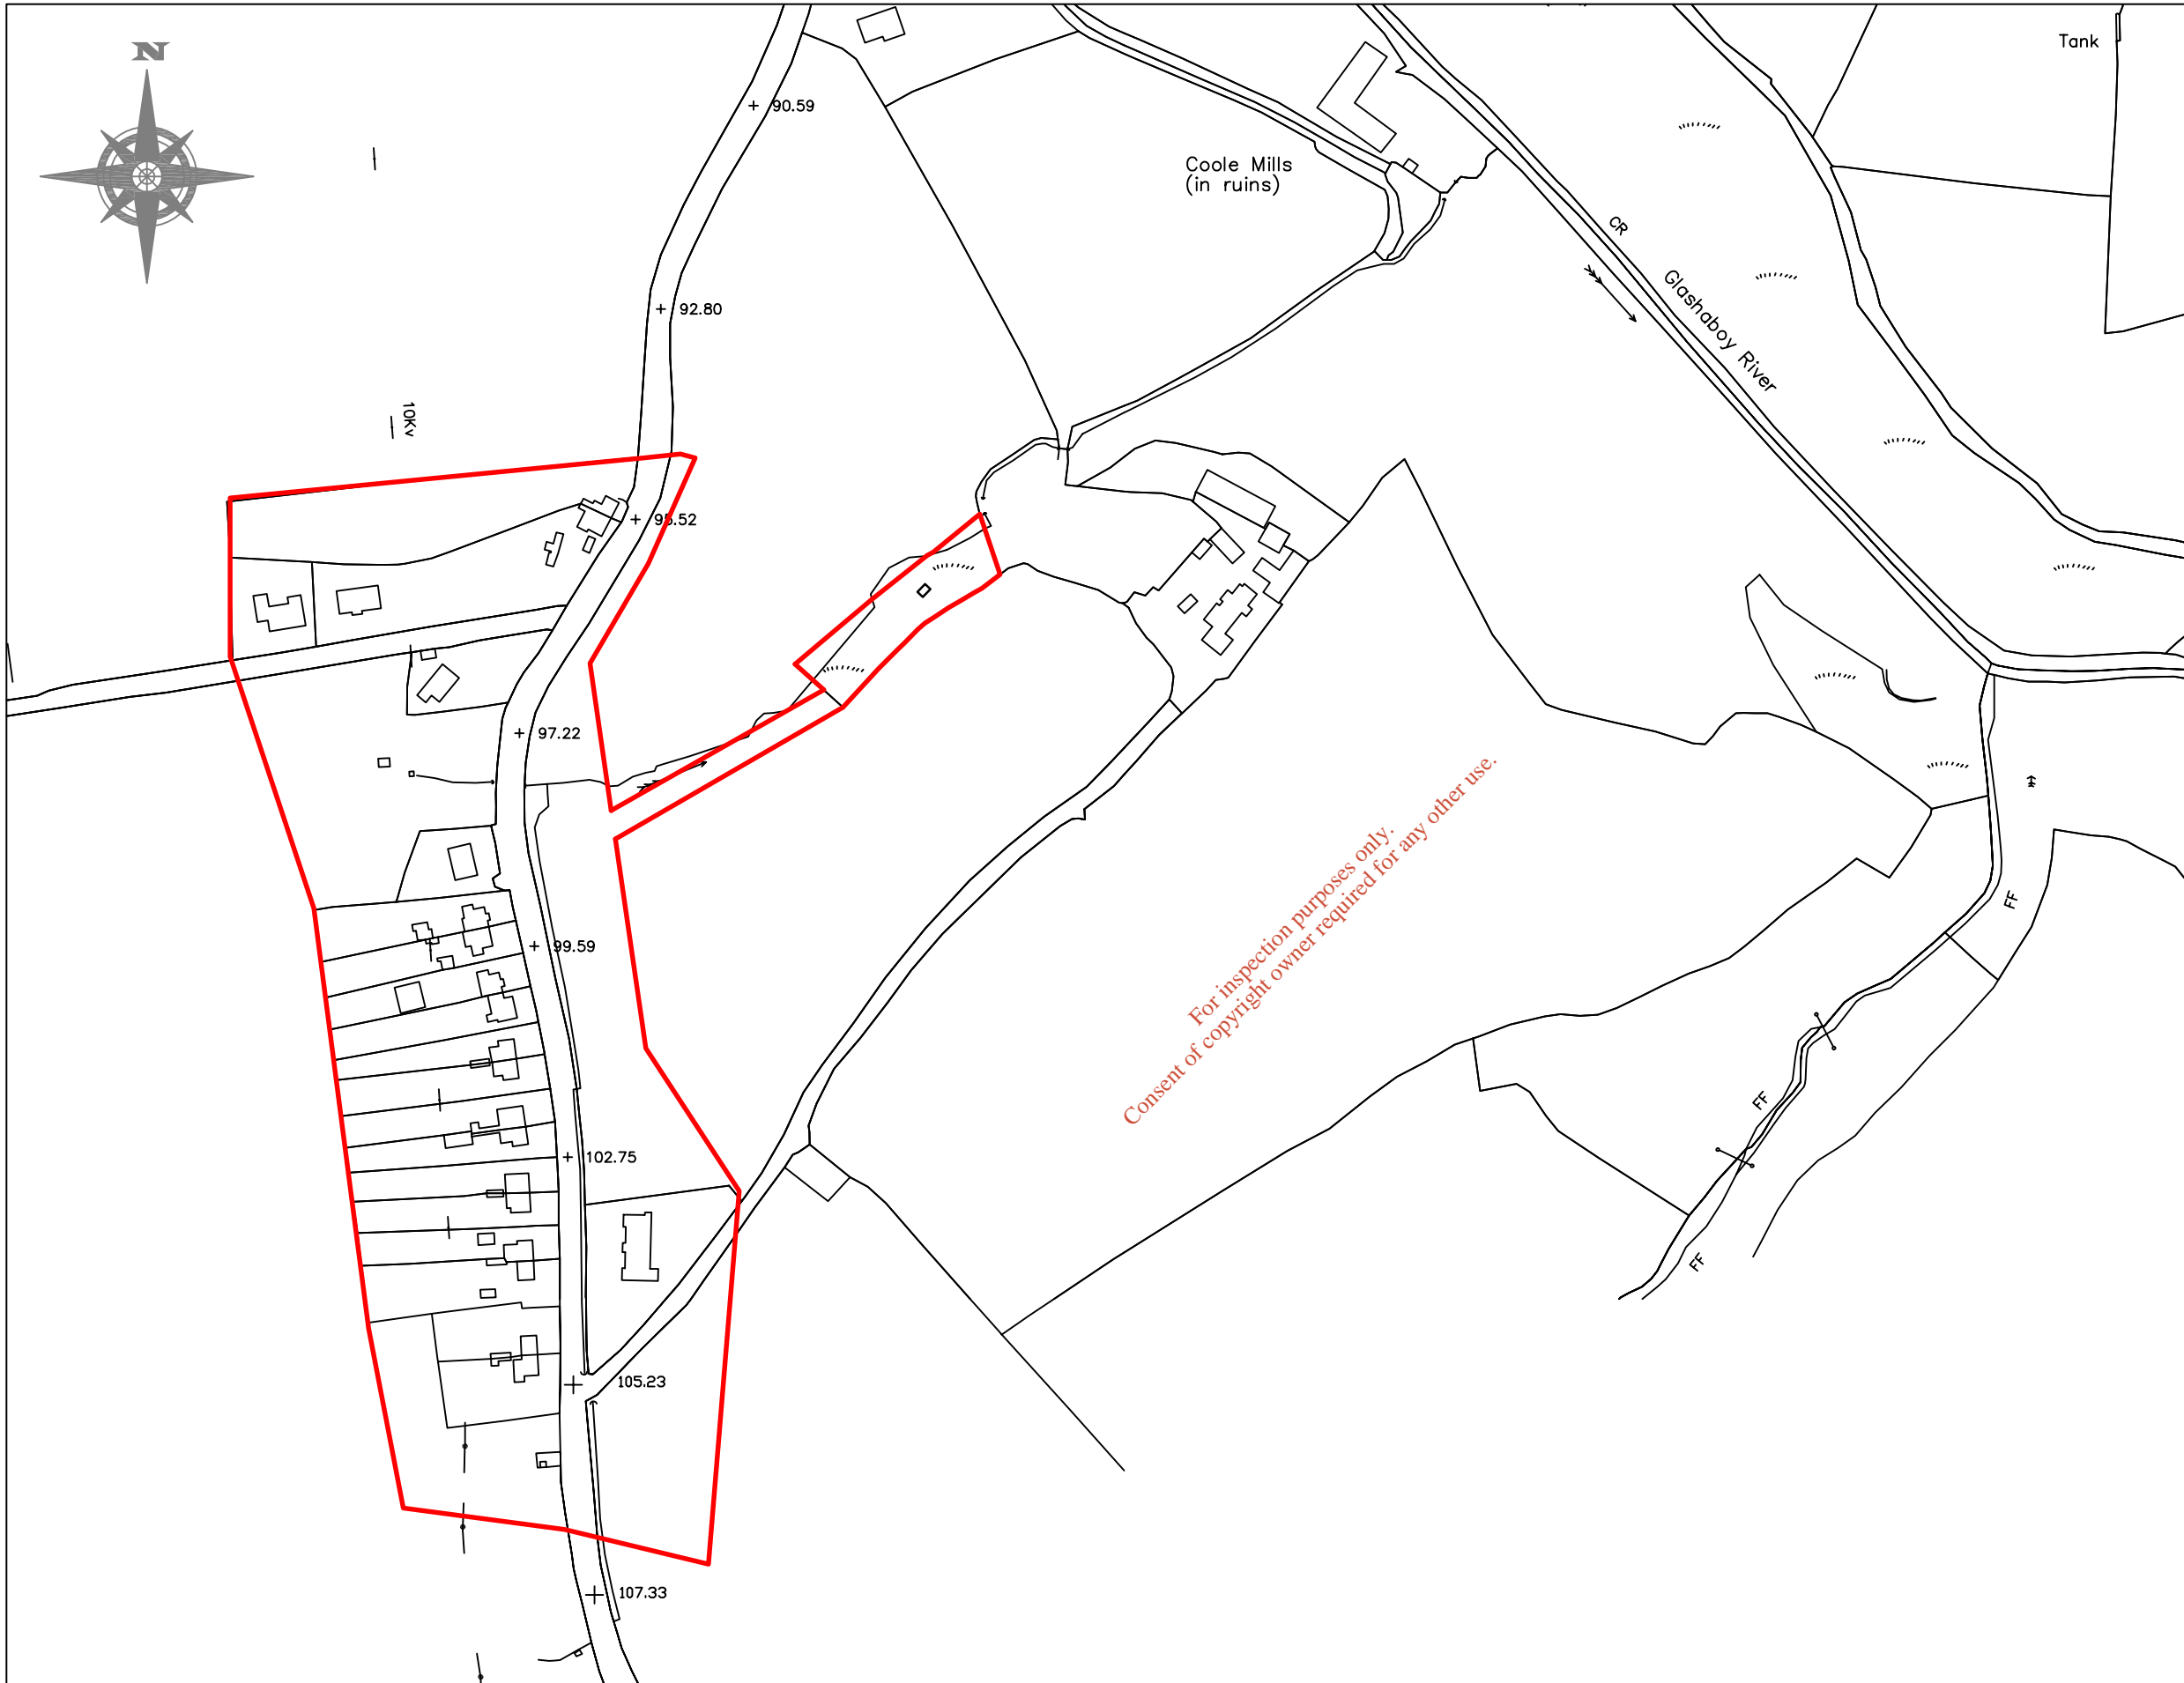 N
Tank
90.59
Coole Mills
(in ruins)
CR
Glashaboy River
92.80
10Kv
95.52
97.22
For inspection purposes only.
Consent of copyright owner required for any other use.
FF
99.59
FF
102.75
FF
105.23
107.33